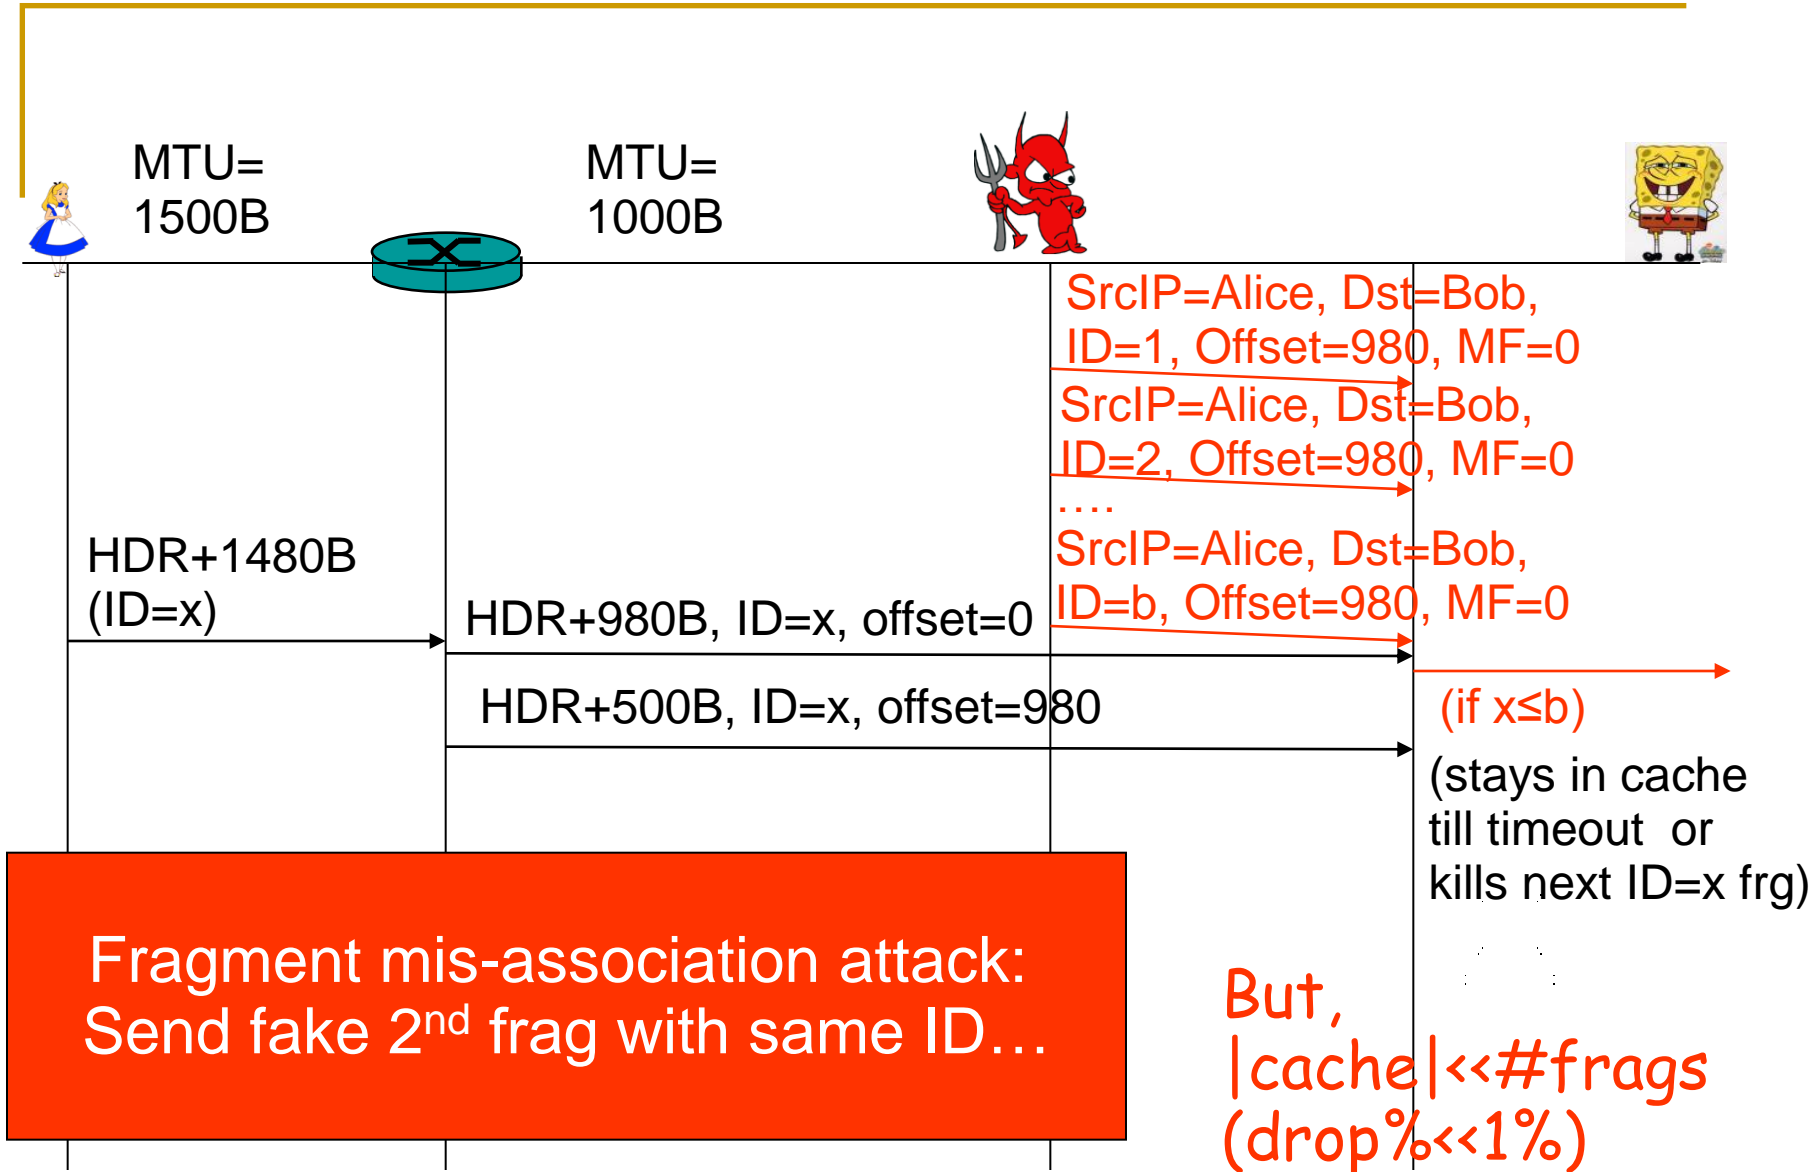 MTU=
1500B
MTU=
1000B
SrcIP=Alice, Dst=Bob,
ID=1, Offset=980, MF=0
SrcIP=Alice, Dst=Bob,
ID=2, Offset=980, MF=0
....
SrcIP=Alice, Dst=Bob,
ID=b, Offset=980, MF=0
HDR+1480B
(ID=x)
HDR+980B, ID=x, offset=0
HDR+500B, ID=x, offset=980
(if x≤b)
(stays in cache
till timeout or
kills next ID=x frg)
Fragment mis-association attack:
Send fake 2nd frag with same ID…
But,
|cache|<<#frags
(drop%<<1%)